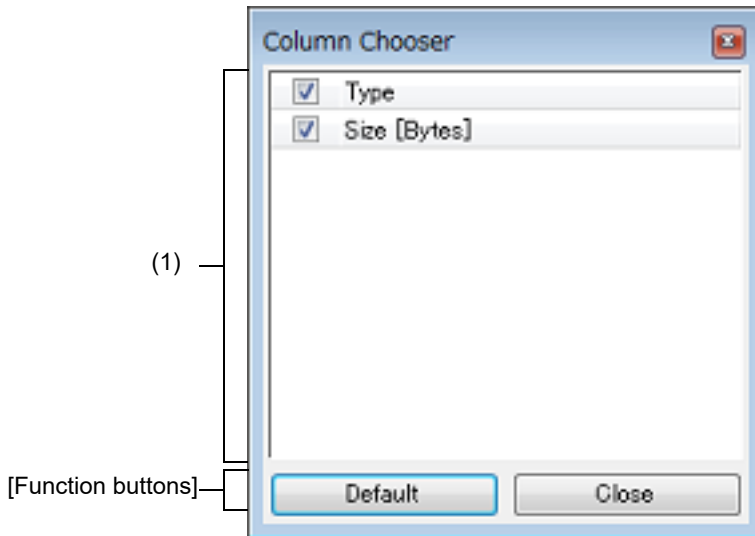 Column Chooser
Type
Size [Bytes]
(1)
[Function buttons]
Default
Close